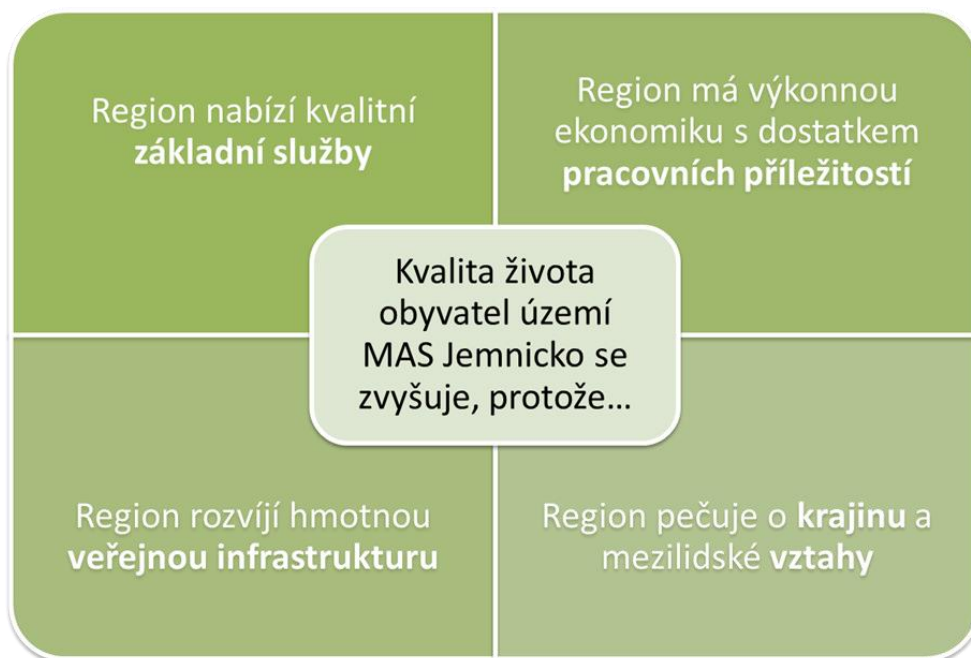 Region nabízí kvalitní
základní služby
Region má výkonnou
ekonomiku s dostatkem
pracovních příležitostí
Kvalita života
obyvatel území
MAS Jemnicko se
zvyšuje, protože…
Region rozvíjí hmotnou
veřejnou infrastrukturu
Region pečuje o krajinu a
mezilidské vztahy